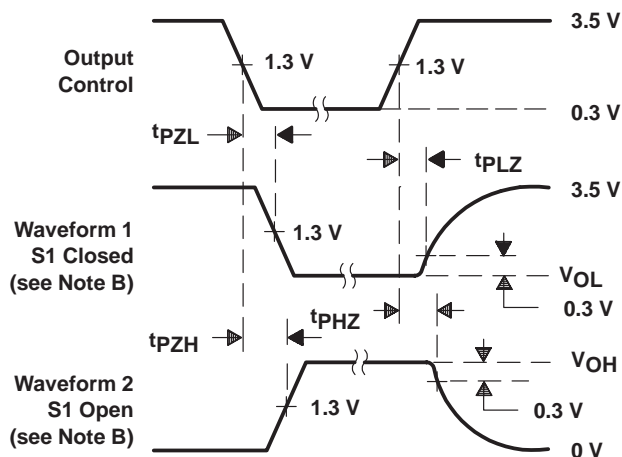 3.5 V
Output
Control
1.3 V
1.3 V
0.3 V
tPZL
tPLZ
3.5 V
Waveform 1
S1 Closed
(see Note B)
1.3 V
VOL
0.3 V
tPZH
tPHZ
VOH
Waveform 2
S1 Open
(see Note B)
1.3 V
0.3 V
0 V